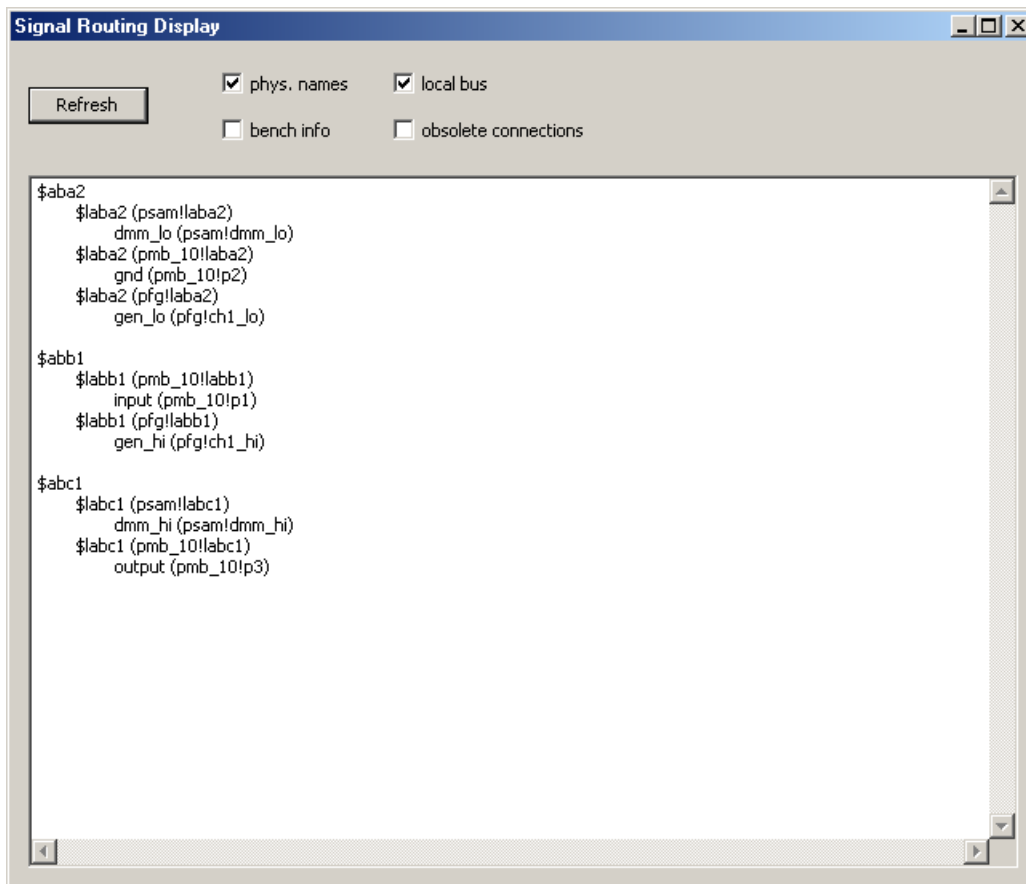 Signal Routing Display
Refresh
phys. names
local bus
bench info
obsolete connections
$aba2
$laba2 (psam!laba2)
dmm_lo (psam!dmm_lo)
$laba2 (pmb_10!laba2)
gnd (pmb_10!p2)
$laba2 (pfg!laba2)
gen_lo (pfg!ch1_lo)
$abb1
$labb1 (pmb_10!labb1)
input (pmb_10!p1)
$labb1 (pfg!labb1)
gen_hi (pfg!ch1_hi)
$abc1
$labc1 (psam!labc1)
dmm_hi (psam!dmm_hi)
$labc1 (pmb_10!labc1)
output (pmb_10!p3)